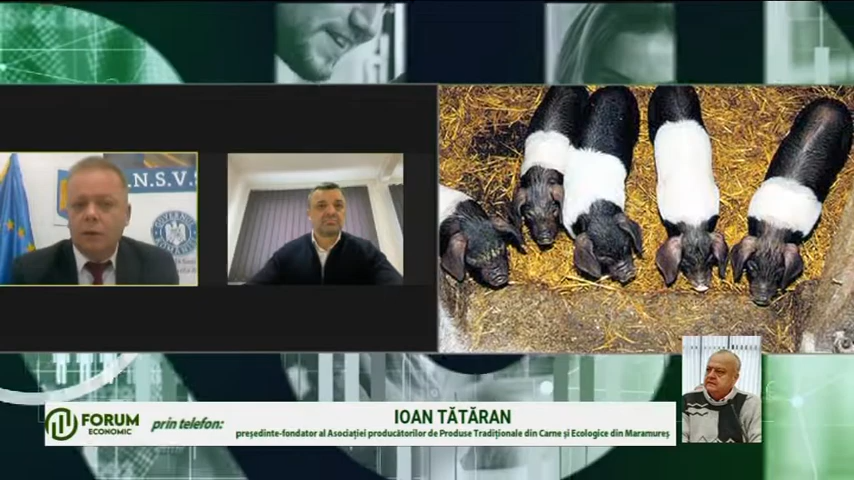 .N.S.V.S
GUVERNUL
FORUM
ECONOMIC
prin telefon:
IOAN TĂTĂRAN
președinte-fondator al Asociației producătorilor de Produse Tradiționale din Carne și Ecologice din Maramureș